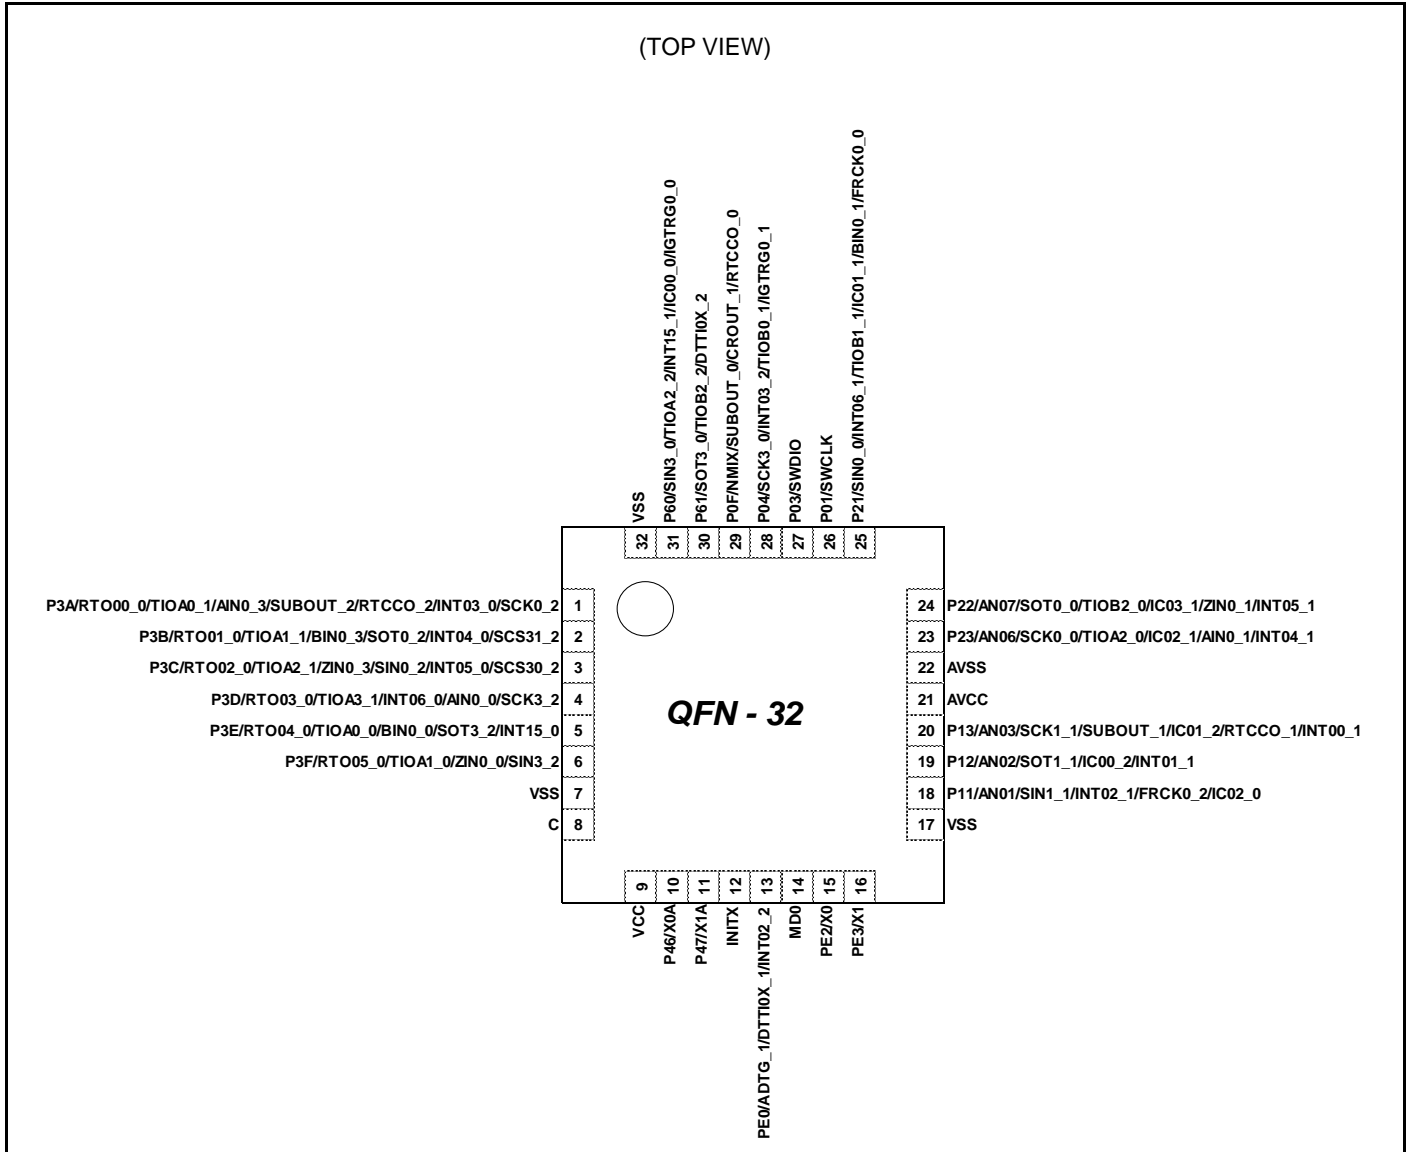 (TOP VIEW)
VSS
P60/SIN3_0/TIOA2_2/INT15_1/IC00_0/IGTRG0_0
P61/SOT3_0/TIOB2_2/DTTI0X_2
P0F/NMIX/SUBOUT_0/CROUT_1/RTCCO_0
P04/SCK3_0/INT03_2/TIOB0_1/IGTRG0_1
P03/SWDIO
P01/SWCLK
P21/SIN0_0/INT06_1/TIOB1_1/IC01_1/BIN0_1/FRCK0_0
32
31
30
29
28
27
26
25
P3A/RTO00_0/TIOA0_1/AIN0_3/SUBOUT_2/RTCCO_2/INT03_0/SCK0_2 1
P3B/RTO01_0/TIOA1_1/BIN0_3/SOT0_2/INT04_0/SCS31_2 2
P3C/RTO02_0/TIOA2_1/ZIN0_3/SIN0_2/INT05_0/SCS30_2 3
P3D/RTO03_0/TIOA3_1/INT06_0/AIN0_0/SCK3_2 4
P3E/RTO04_0/TIOA0_0/BIN0_0/SOT3_2/INT15_0 5
P3F/RTO05_0/TIOA1_0/ZIN0_0/SIN3_2 6
VSS 7
C 8
QFN - 32
24 P22/AN07/SOT0_0/TIOB2_0/IC03_1/ZIN0_1/INT05_1
23 P23/AN06/SCK0_0/TIOA2_0/IC02_1/AIN0_1/INT04_1
22 AVSS
21 AVCC
20 P13/AN03/SCK1_1/SUBOUT_1/IC01_2/RTCCO_1/INT00_1
19 P12/AN02/SOT1_1/IC00_2/INT01_1
18 P11/AN01/SIN1_1/INT02_1/FRCK0_2/IC02_0
17 VSS
9
10
11
12
13
14
15
16
VCC
P46/X0A
P47/X1A
INITX
PE0/ADTG_1/DTTI0X_1/INT02_2
MD0
PE2/X0
PE3/X1